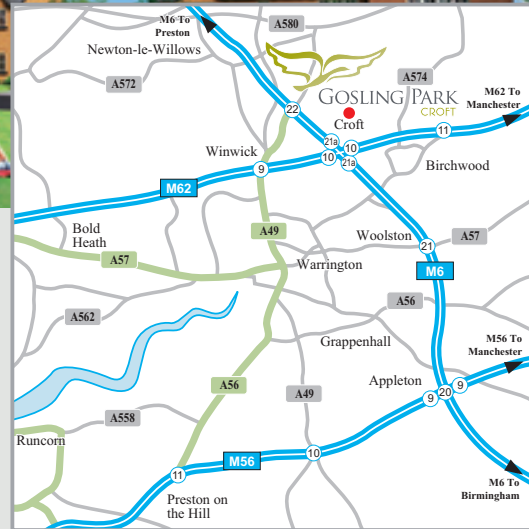 M6 To
Preston
A580
Newton-le-Willows
A572
A574
GOSLING PARK
CROFT
M62 To
Manchester
22
Croft
21a
10
11
Winwick
10
21a
9
Birchwood
M62
Bold
Heath
A49
Woolston
A57
21
A57
Warrington
M6
A562
A56
Grappenhall
M56 To
Manchester
Appleton
A56
A49
9
20
9
A558
Runcorn
M56
10
11
Preston on
the Hill
M6 To
Birmingham